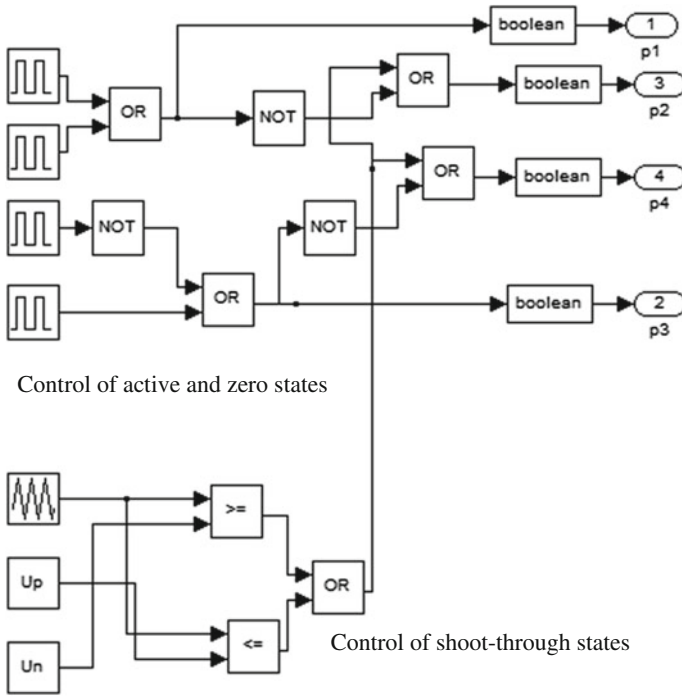 boolean
1
p1
OR
NOT
OR
boolean
3
p2
OR
boolean
4
p4
NOT
NOT
OR
boolean
2
p3
Control of active and zero states
>=
Up
OR
Un
<=
Control of shoot-through states